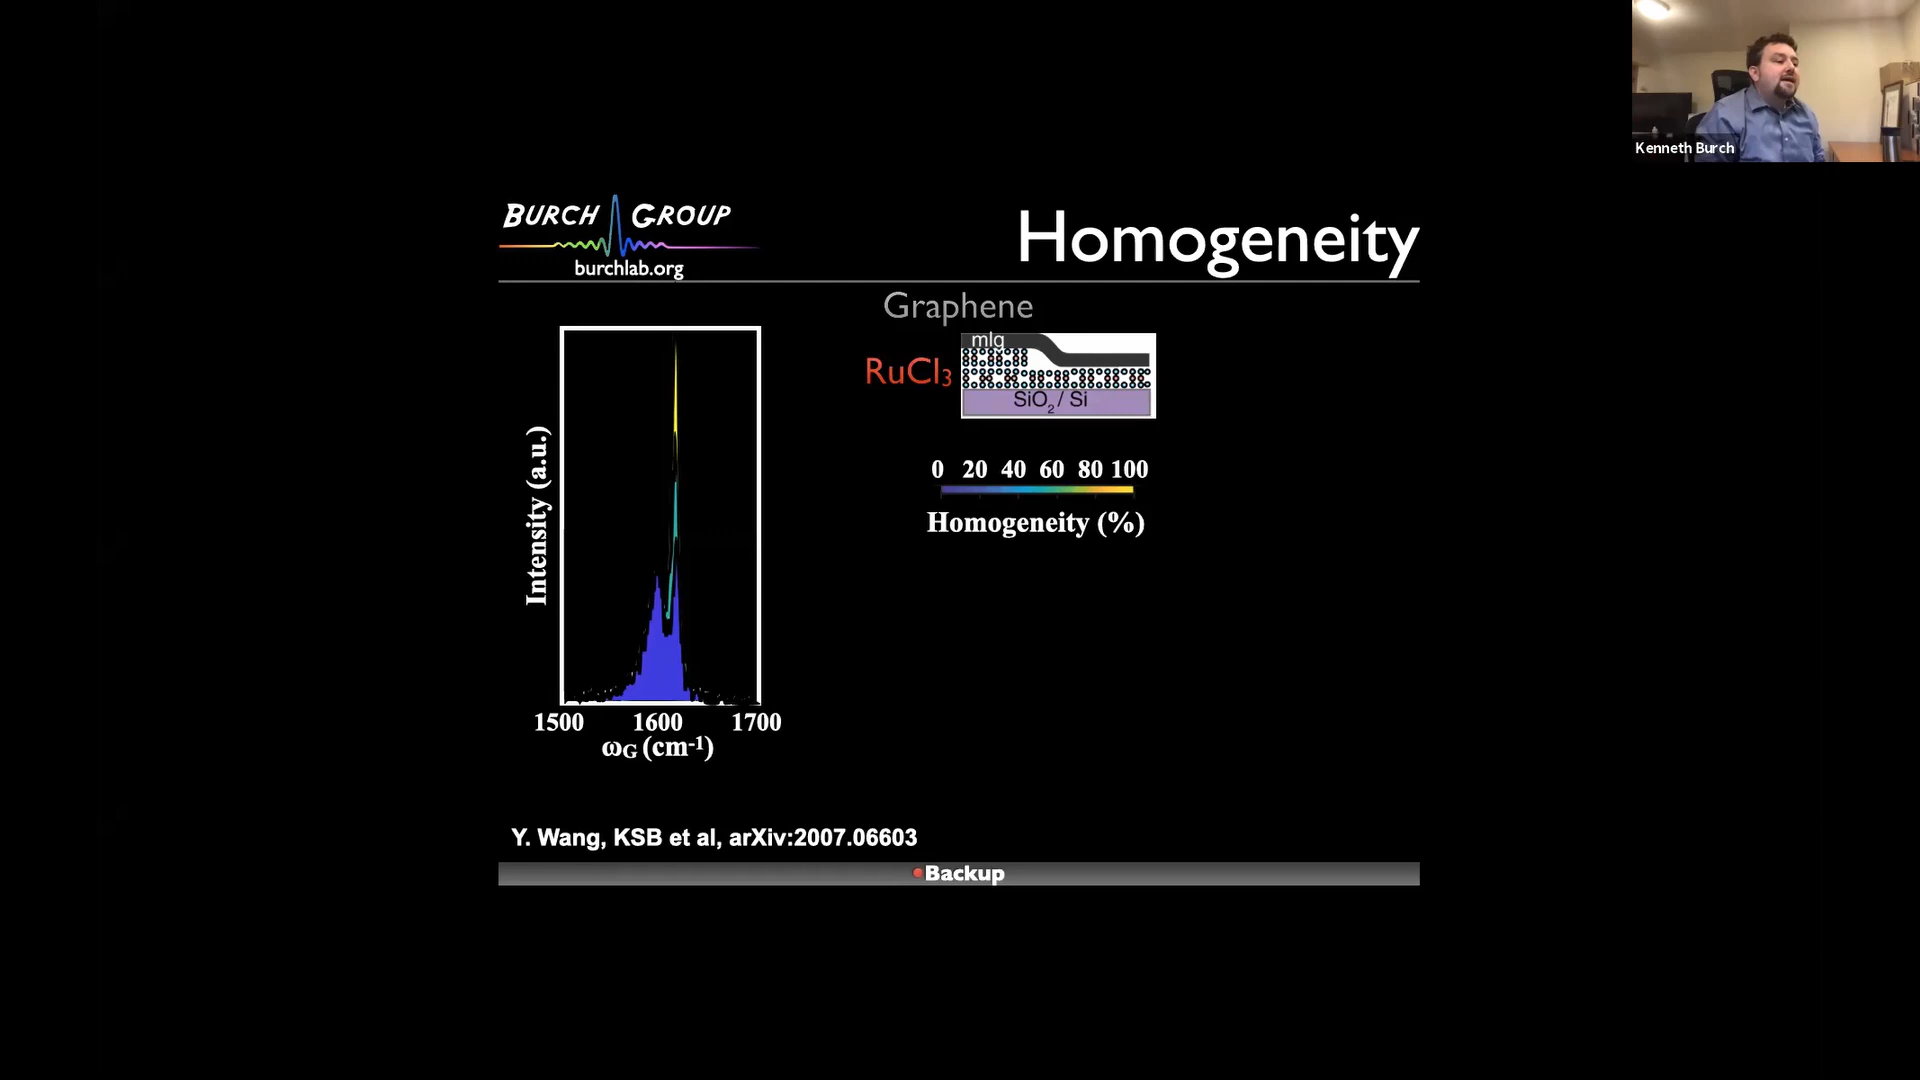 Kenneth Burch
BURCH GROUP
burchlab.org
Homogeneity
Graphene
mlg
RuCl₃
SiO₂ / Si
0 20 40 60 80 100
Homogeneity (%)
Intensity (a.u.)
1500 1600 1700
ωG (cm⁻¹)
Y. Wang, KSB et al, arXiv:2007.06603
Backup